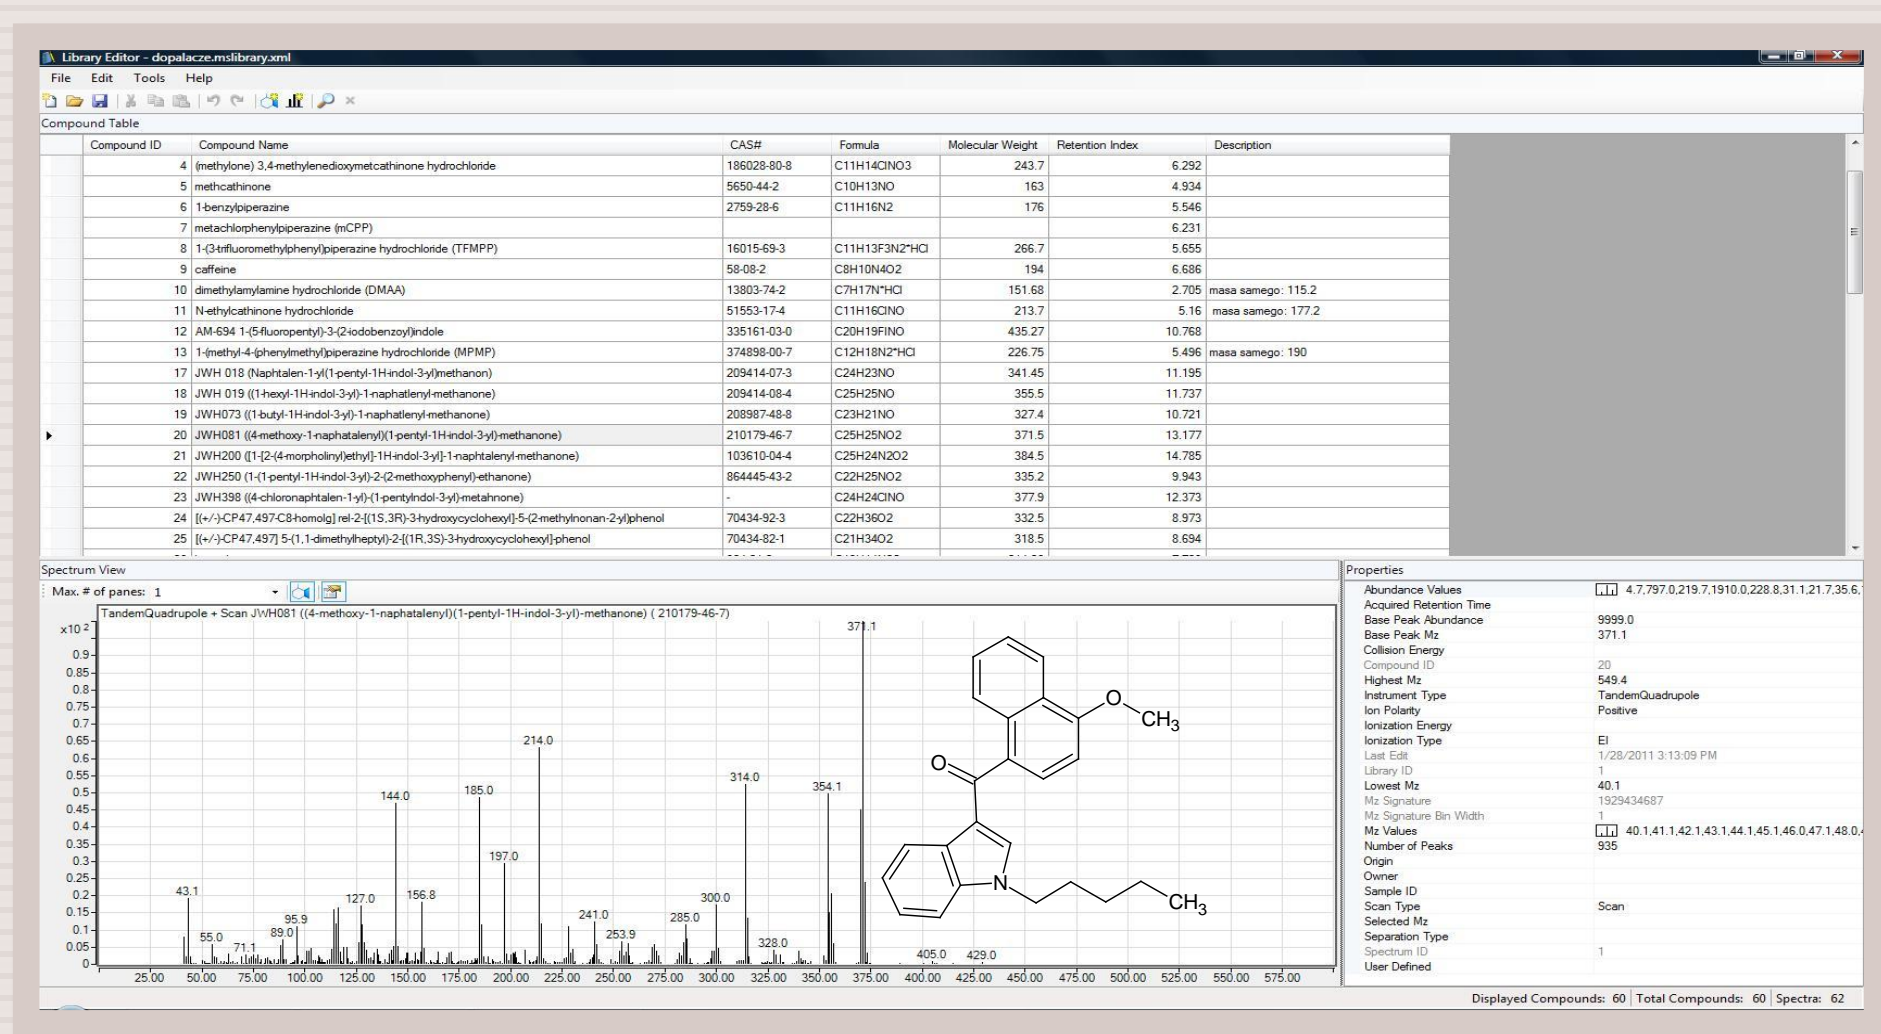 Library Editor - dopalacze.mslibrary.xml
File Edit Tools Help
Compound Table
Compound ID Compound Name CAS# Formula Molecular Weight Retention Index Description
4 (methylone) 3,4-methylenedioxymetcathinone hydrochloride 186028-80-8 C11H14ClNO3 243.7 6.292
5 methcathinone 5650-44-2 C10H13NO 163 4.934
6 1-benzylpiperazine 2759-28-6 C11H16N2 176 5.546
7 metachlorphenylpiperazine (mCPP) 6.231
8 1-(3-trifluoromethylphenyl)piperazine hydrochloride (TFMPP) 16015-69-3 C11H13F3N2*HCl 266.7 5.655
9 caffeine 58-08-2 C8H10N4O2 194 6.686
10 dimethylamylamine hydrochloride (DMAA) 13803-74-2 C7H17N*HCl 151.68 2.705 masa samego: 115.2
11 N-ethylcathinone hydrochloride 51553-17-4 C11H16ClNO 213.7 5.16 masa samego: 177.2
12 AM-694 1-(5-fluoropentyl)-3-(2-iodobenzoyl)indole 335161-03-0 C20H19FINO 435.27 10.768
13 1-(methyl-4-(phenylmethyl)piperazine hydrochloride (MPMP) 374898-00-7 C12H18N2*HCl 226.75 5.496 masa samego: 190
17 JWH 018 (Naphtalen-1-yl(1-pentyl-1H-indol-3-yl)methanon) 209414-07-3 C24H23NO 341.45 11.195
18 JWH 019 ((1-hexyl-1H-indol-3-yl)-1-naphatlenyl-methanone) 209414-08-4 C25H25NO 355.5 11.737
19 JWH073 ((1-butyl-1H-indol-3-yl)-1-naphatlenyl-methanone) 208987-48-8 C23H21NO 327.4 10.721
20 JWH081 ((4-methoxy-1-naphatalenyl)(1-pentyl-1H-indol-3-yl)-methanone) 210179-46-7 C25H25NO2 371.5 13.177
21 JWH200 ([1-[2-(4-morpholinyl)ethyl]-1H-indol-3-yl]-1-naphtalenyl-methanone) 103610-04-4 C25H24N2O2 384.5 14.785
22 JWH250 (1-(1-pentyl-1H-indol-3-yl)-2-(2-methoxyphenyl)-ethanone) 864445-43-2 C22H25NO2 335.2 9.943
23 JWH398 ((4-chloronaphtalen-1-yl)-(1-pentylndol-3-yl)-metahnone) - C24H24ClNO 377.9 12.373
24 [(+/-)-CP47,497-C8-homolg] rel-2-[(1S,3R)-3-hydroxycyclohexyl]-5-(2-methylnonan-2-yl)phenol 70434-92-3 C22H36O2 332.5 8.973
25 [(+/-)-CP47,497] 5-(1,1-dimethylheptyl)-2-[(1R,3S)-3-hydroxycyclohexyl]-phenol 70434-82-1 C21H34O2 318.5 8.694
Spectrum View
Max. # of panes: 1
TandemQuadrupole + Scan JWH081 ((4-methoxy-1-naphatalenyl)(1-pentyl-1H-indol-3-yl)-methanone) ( 210179-46-7)
x10 2
0.9
0.85
0.8
0.75
0.7
0.65
0.6
0.55
0.5
0.45
0.4
0.35
0.3
0.25
0.2
0.15
0.1
0.05
0
43.1
55.0
71.1
89.0
95.9
127.0
144.0
156.8
185.0
197.0
214.0
241.0
253.9
285.0
300.0
314.0
328.0
354.1
371.1
405.0
429.0
O
CH3
O
N
CH3
25.00 50.00 75.00 100.00 125.00 150.00 175.00 200.00 225.00 250.00 275.00 300.00 325.00 350.00 375.00 400.00 425.00 450.00 475.00 500.00 525.00 550.00 575.00
Properties
Abundance Values 4.7,797.0,219.7,1910.0,228.8,31.1,21.7,35.6,
Acquired Retention Time
Base Peak Abundance 9999.0
Base Peak Mz 371.1
Collision Energy
Compound ID 20
Highest Mz 549.4
Instrument Type TandemQuadrupole
Ion Polarity Positive
Ionization Energy
Ionization Type EI
Last Edit 1/28/2011 3:13:09 PM
Library ID 1
Lowest Mz 40.1
Mz Signature 1929434687
Mz Signature Bin Width 1
Mz Values 40.1,41.1,42.1,43.1,44.1,45.1,46.0,47.1,48.0,
Number of Peaks 935
Origin
Owner
Sample ID
Scan Type Scan
Selected Mz
Separation Type
Spectrum ID 1
User Defined
Displayed Compounds: 60 Total Compounds: 60 Spectra: 62